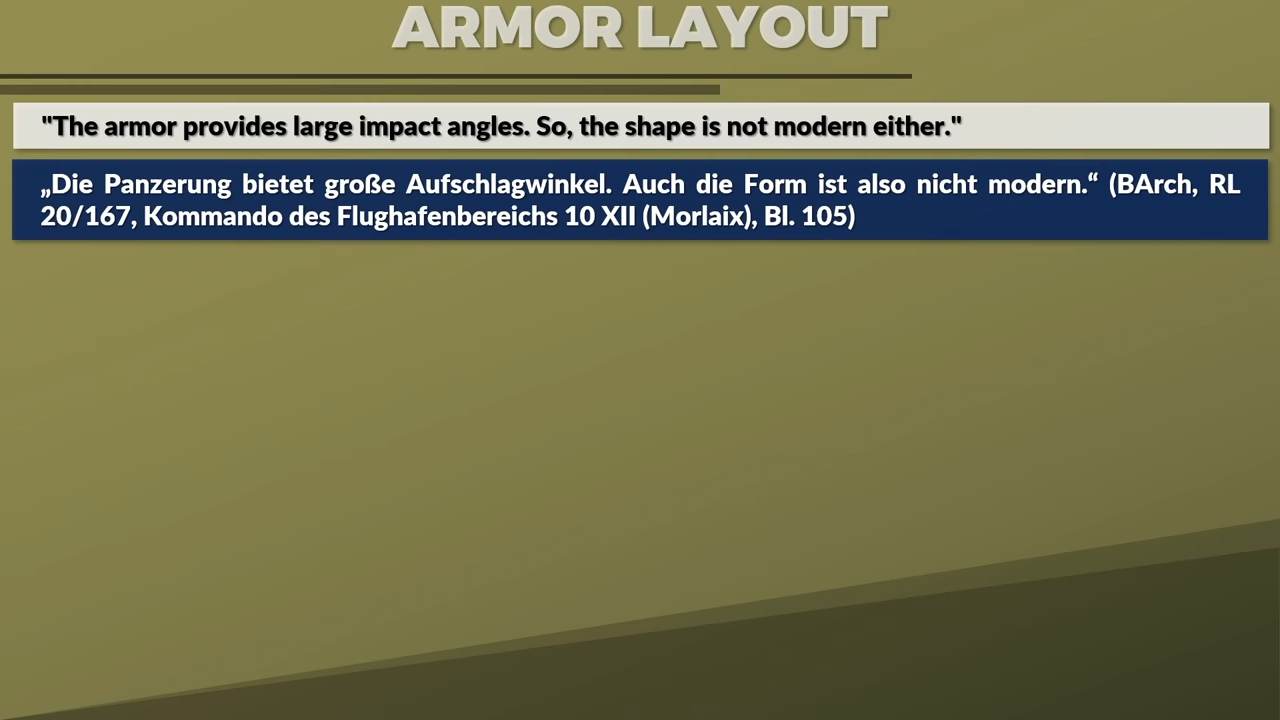 ARMOR LAYOUT
"The armor provides large impact angles. So, the shape is not modern either."
„Die Panzerung bietet große Aufschlagwinkel. Auch die Form ist also nicht modern.“ (BArch, RL
20/167, Kommando des Flughafenbereichs 10 XII (Morlaix), Bl. 105)